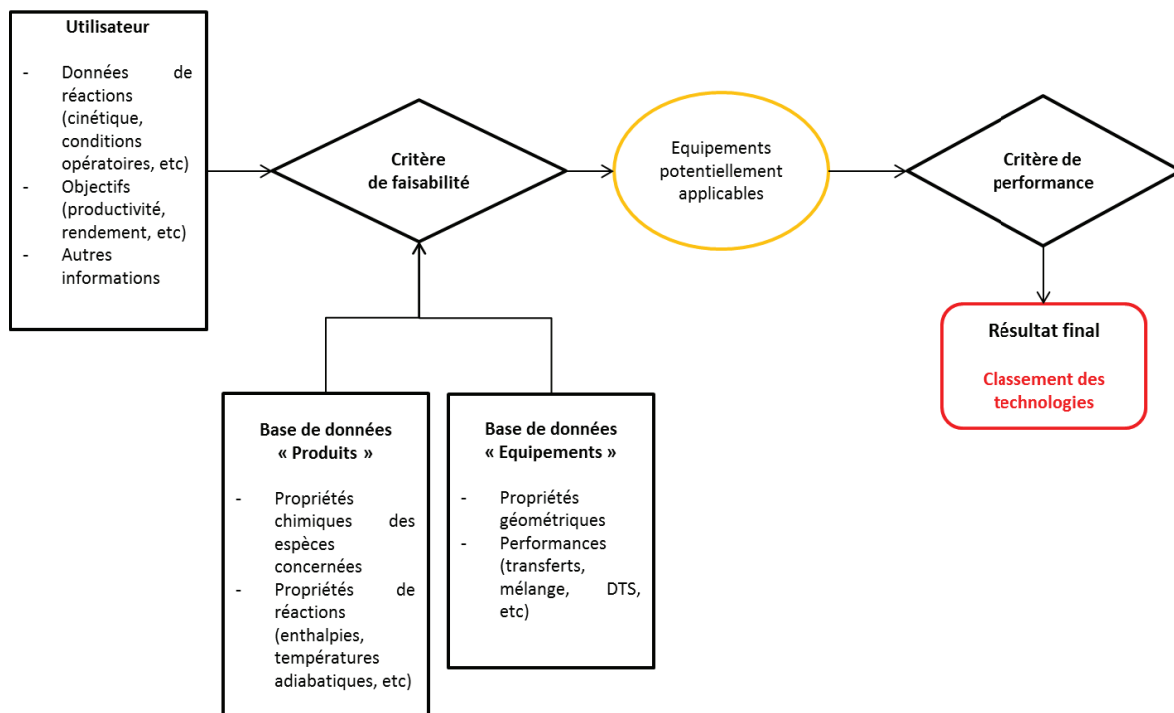 Utilisateur
- Données de
réactions
(cinétique,
conditions
opératoires, etc)
- Objectifs
(productivité,
rendement, etc)
- Autres
informations
Critère
de faisabilité
Equipements
potentiellement
applicables
Critère de
performance
Résultat final
Classement des
technologies
Base de données
« Produits »
- Propriétés
chimiques des
espèces
concernées
- Propriétés de
réactions
(enthalpies,
températures
adiabatiques, etc)
Base de données
« Equipements »
- Propriétés
géométriques
- Performances
(transferts,
mélange, DTS,
etc)